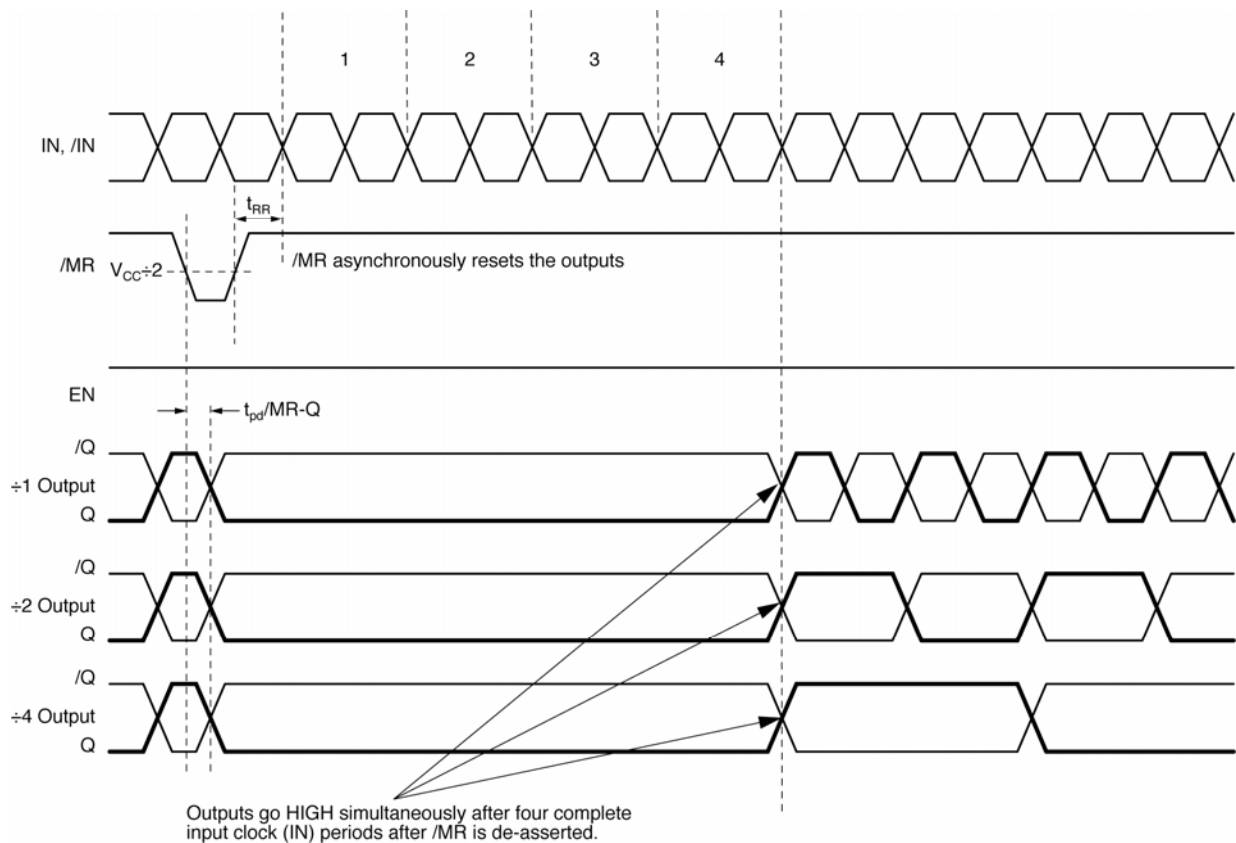 1 2 3 4
IN, /IN
tRR
/MR
VCC÷2
/MR asynchronously resets the outputs
EN
tpd/MR-Q
/Q
÷1 Output
Q
/Q
÷2 Output
Q
/Q
÷4 Output
Q
Outputs go HIGH simultaneously after four complete
input clock (IN) periods after /MR is de-asserted.